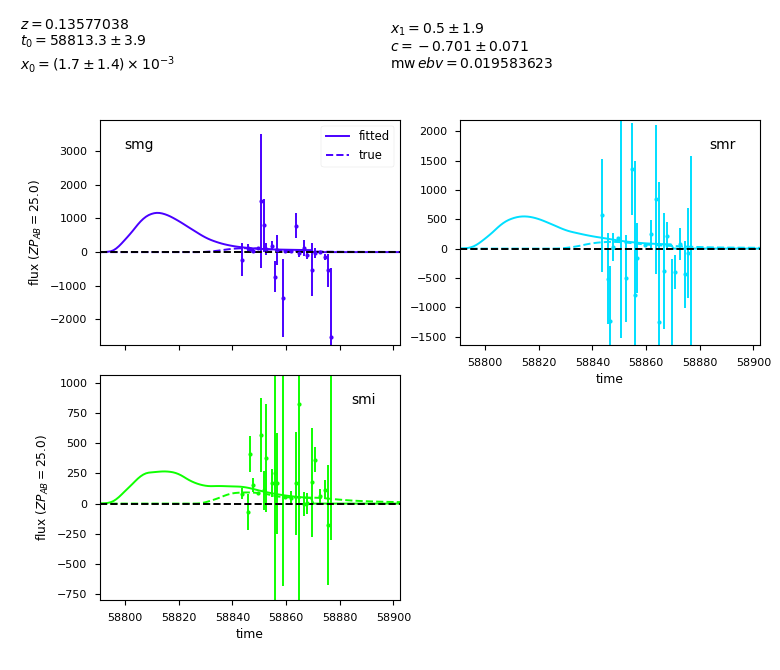 z = 0.13577038
t₀ = 58813.3 ± 3.9
x₀ = (1.7 ± 1.4) × 10⁻³
x₁ = 0.5 ± 1.9
c = −0.701 ± 0.071
mw ebv = 0.019583623
smg
fitted
true
3000
2000
1000
0
−1000
−2000
flux (ZP_AB = 25.0)
smr
2000
1500
1000
500
0
−500
−1000
−1500
58800 58820 58840 58860 58880 58900
time
smi
1000
750
500
250
0
−250
−500
−750
flux (ZP_AB = 25.0)
58800 58820 58840 58860 58880 58900
time